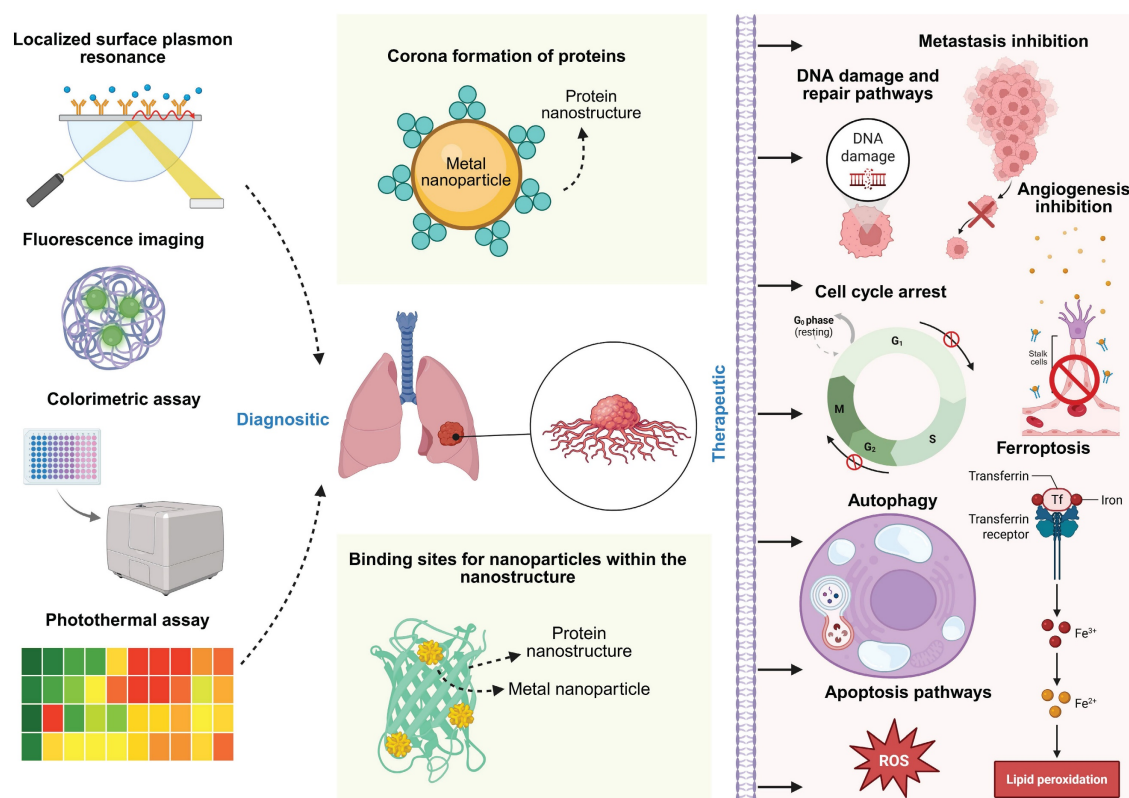 Localized surface plasmon
resonance
Fluorescence imaging
Colorimetric assay
Photothermal assay
Diagnositic
Corona formation of proteins
Protein
nanostructure
Metal
nanoparticle
Binding sites for nanoparticles within the
nanostructure
Protein
nanostructure
Metal nanoparticle
Therapeutic
Metastasis inhibition
DNA damage and
repair pathways
DNA
damage
Angiogenesis
inhibition
Stalk
cells
Cell cycle arrest
G₀ phase
(resting)
G₁
S
G₂
M
Ferroptosis
Transferrin
Tf
Iron
Transferrin
receptor
Fe³⁺
Fe²⁺
Lipid peroxidation
Autophagy
Apoptosis pathways
ROS